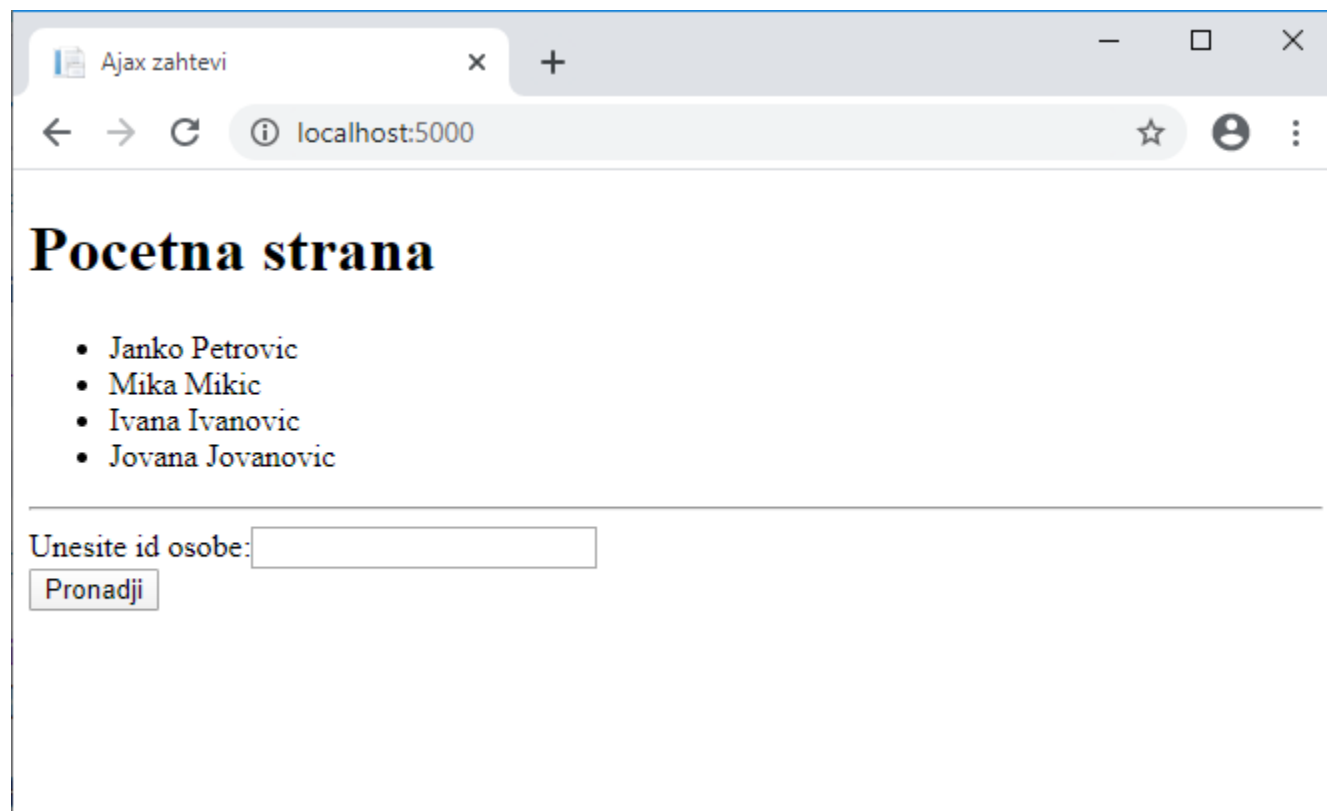 Ajax zahtevi
localhost:5000
Pocetna strana
Janko Petrovic
Mika Mikic
Ivana Ivanovic
Jovana Jovanovic
Unesite id osobe:
Pronadji